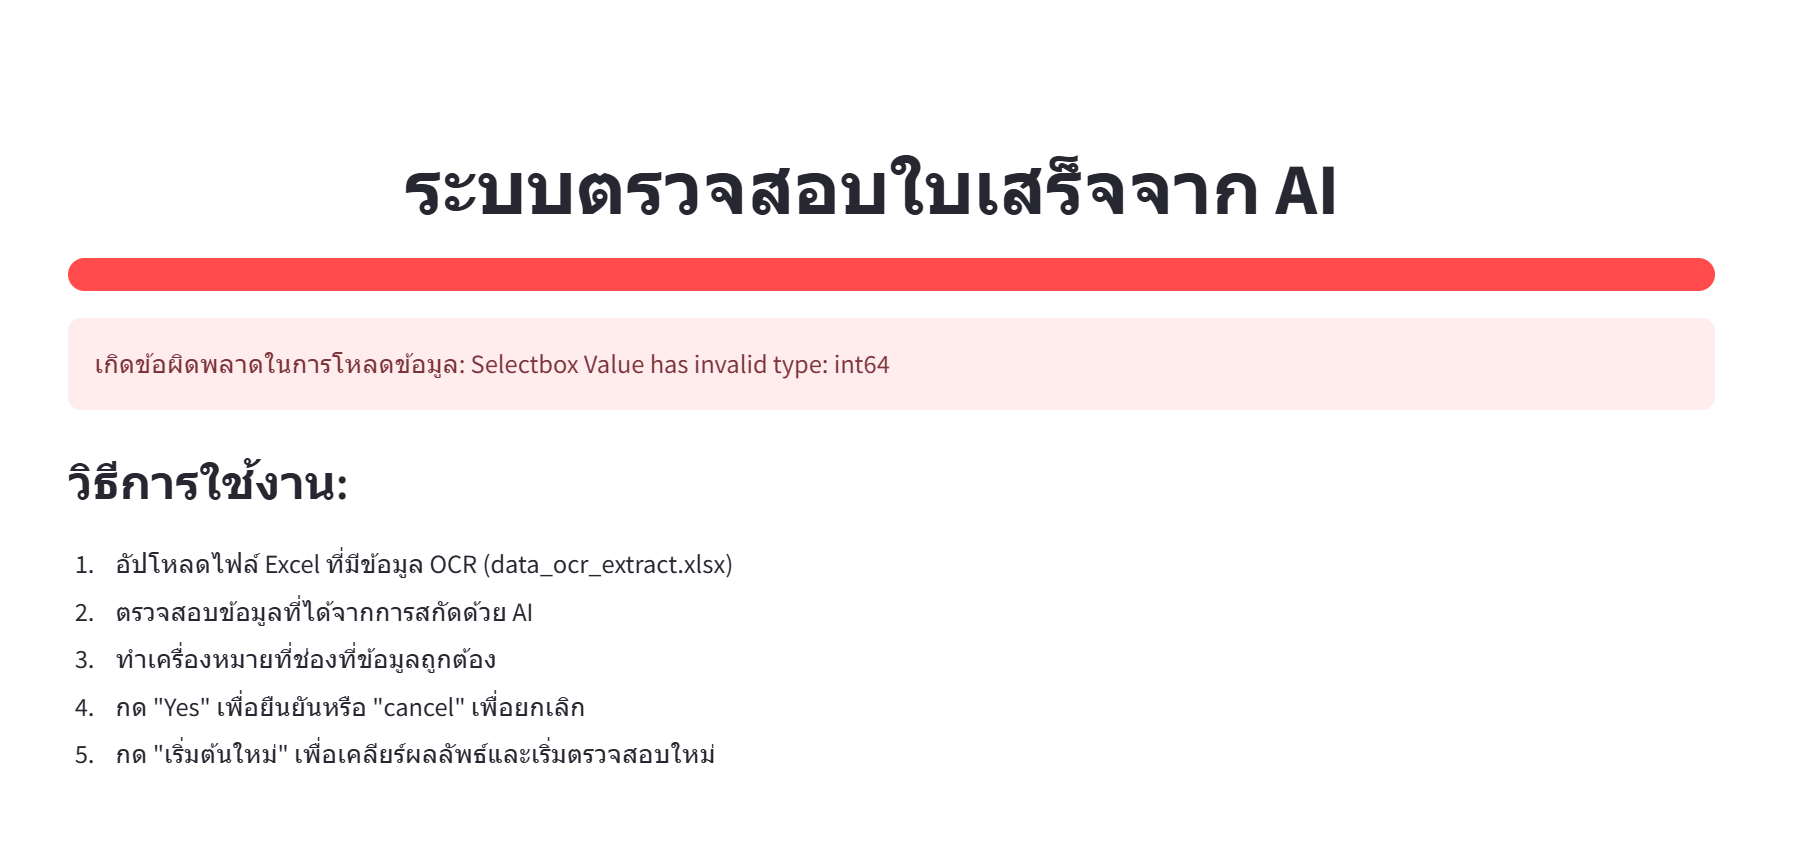 ระบบตรวจสอบใบเสร็จจาก AI
เกิดข้อผิดพลาดในการโหลดข้อมูล: Selectbox Value has invalid type: int64
วิธีการใช้งาน:
1. อัปโหลดไฟล์ Excel ที่มีข้อมูล OCR (data_ocr_extract.xlsx)
2. ตรวจสอบข้อมูลที่ได้จากการสกัดด้วย AI
3. ทำเครื่องหมายที่ช่องที่ข้อมูลถูกต้อง
4. กด "Yes" เพื่อยืนยันหรือ "cancel" เพื่อยกเลิก
5. กด "เริ่มต้นใหม่" เพื่อเคลียร์ผลลัพธ์และเริ่มตรวจสอบใหม่